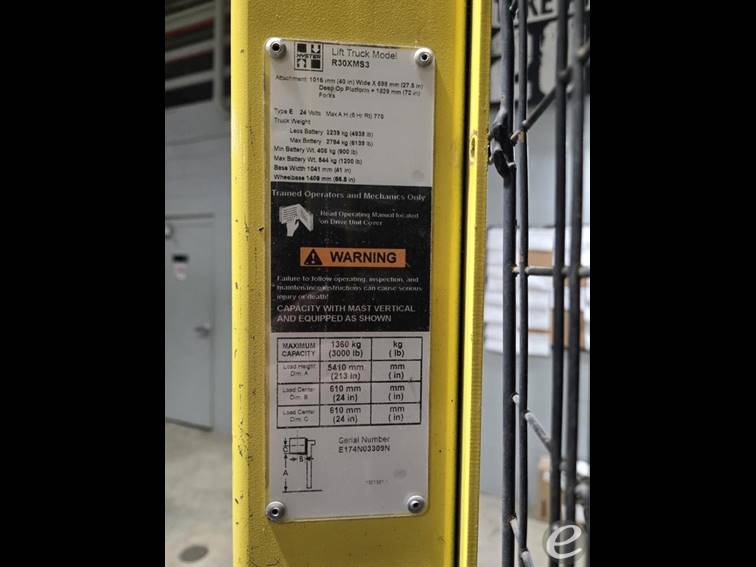 HYSTER
Lift Truck Model
R30XMS3
Attachment 1016 mm (40 in) Wide X 698 mm (27.5 in)
Deep Op Platform + 1829 mm (72 in)
Forks
Type E 24 Volts Max A.H.(6 Hr Rt) 770
Truck Weight:
Less Battery 2239 kg (4938 lb)
Max Battery 2784 kg (6139 lb)
Min Battery Wt. 408 kg (900 lb)
Max Battery Wt. 544 kg (1200 lb)
Base Width 1041 mm (41 in)
Wheelbase 1409 mm (55.5 in)
Trained Operators and Mechanics Only
Read Operating Manual located
on Drive Unit Cover
WARNING
Failure to follow operating, inspection, and
maintenance instructions can cause serious
injury or death!
CAPACITY WITH MAST VERTICAL
AND EQUIPPED AS SHOWN
MAXIMUM CAPACITY 1360 kg (3000 lb) kg ( lb)
Load Height Dim. A 5410 mm (213 in) mm ( in)
Load Center Dim. B 610 mm (24 in) mm ( in)
Load Center Dim. C 610 mm (24 in) mm ( in)
Serial Number
E174N03309N
C
B
A
e